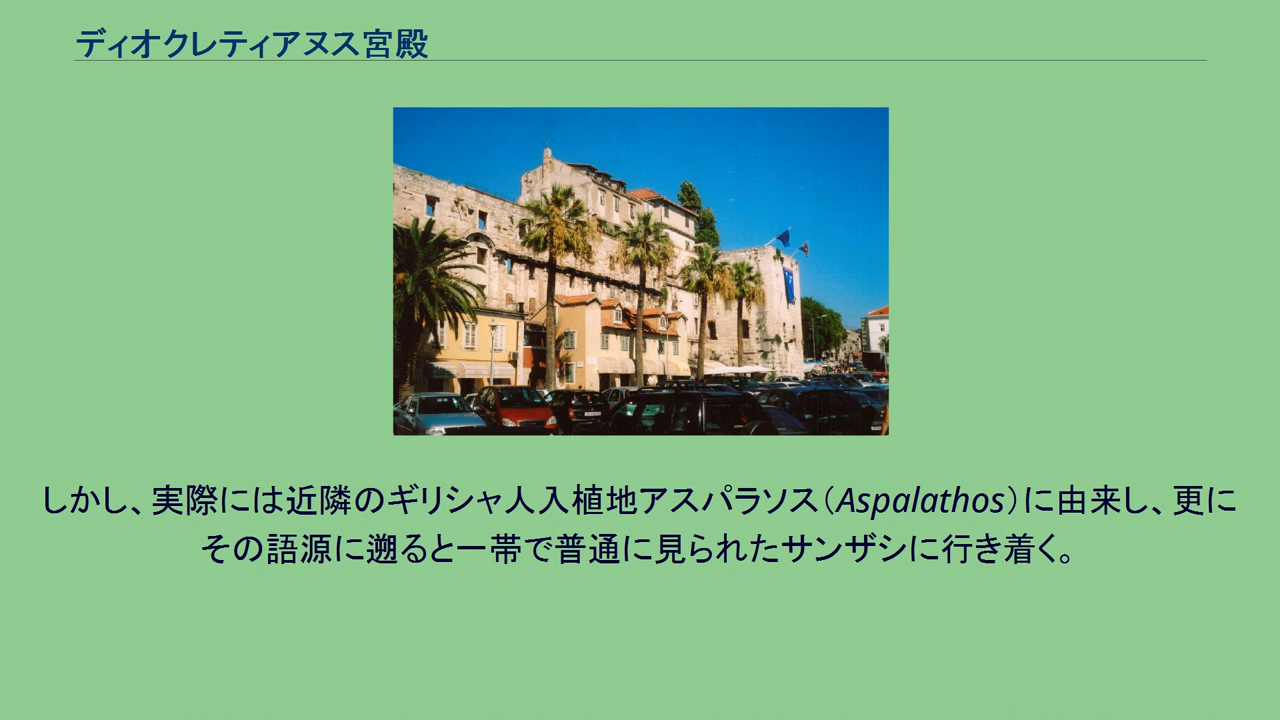 ディオクレティアヌス宮殿
しかし、実際には近隣のギリシャ人入植地アスパラソス（Aspalathos）に由来し、更に
その語源に遡ると一帯で普通に見られたサンザシに行き着く。